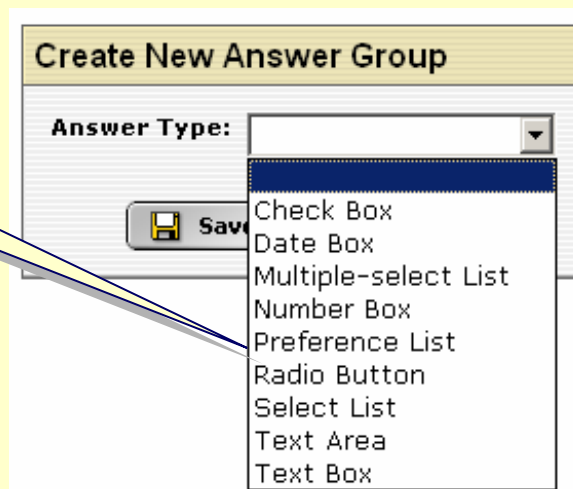 Create New Answer Group
Answer Type:
Check Box
Save
Date Box
Multiple-select List
Number Box
Preference List
Radio Button
Select List
Text Area
Text Box